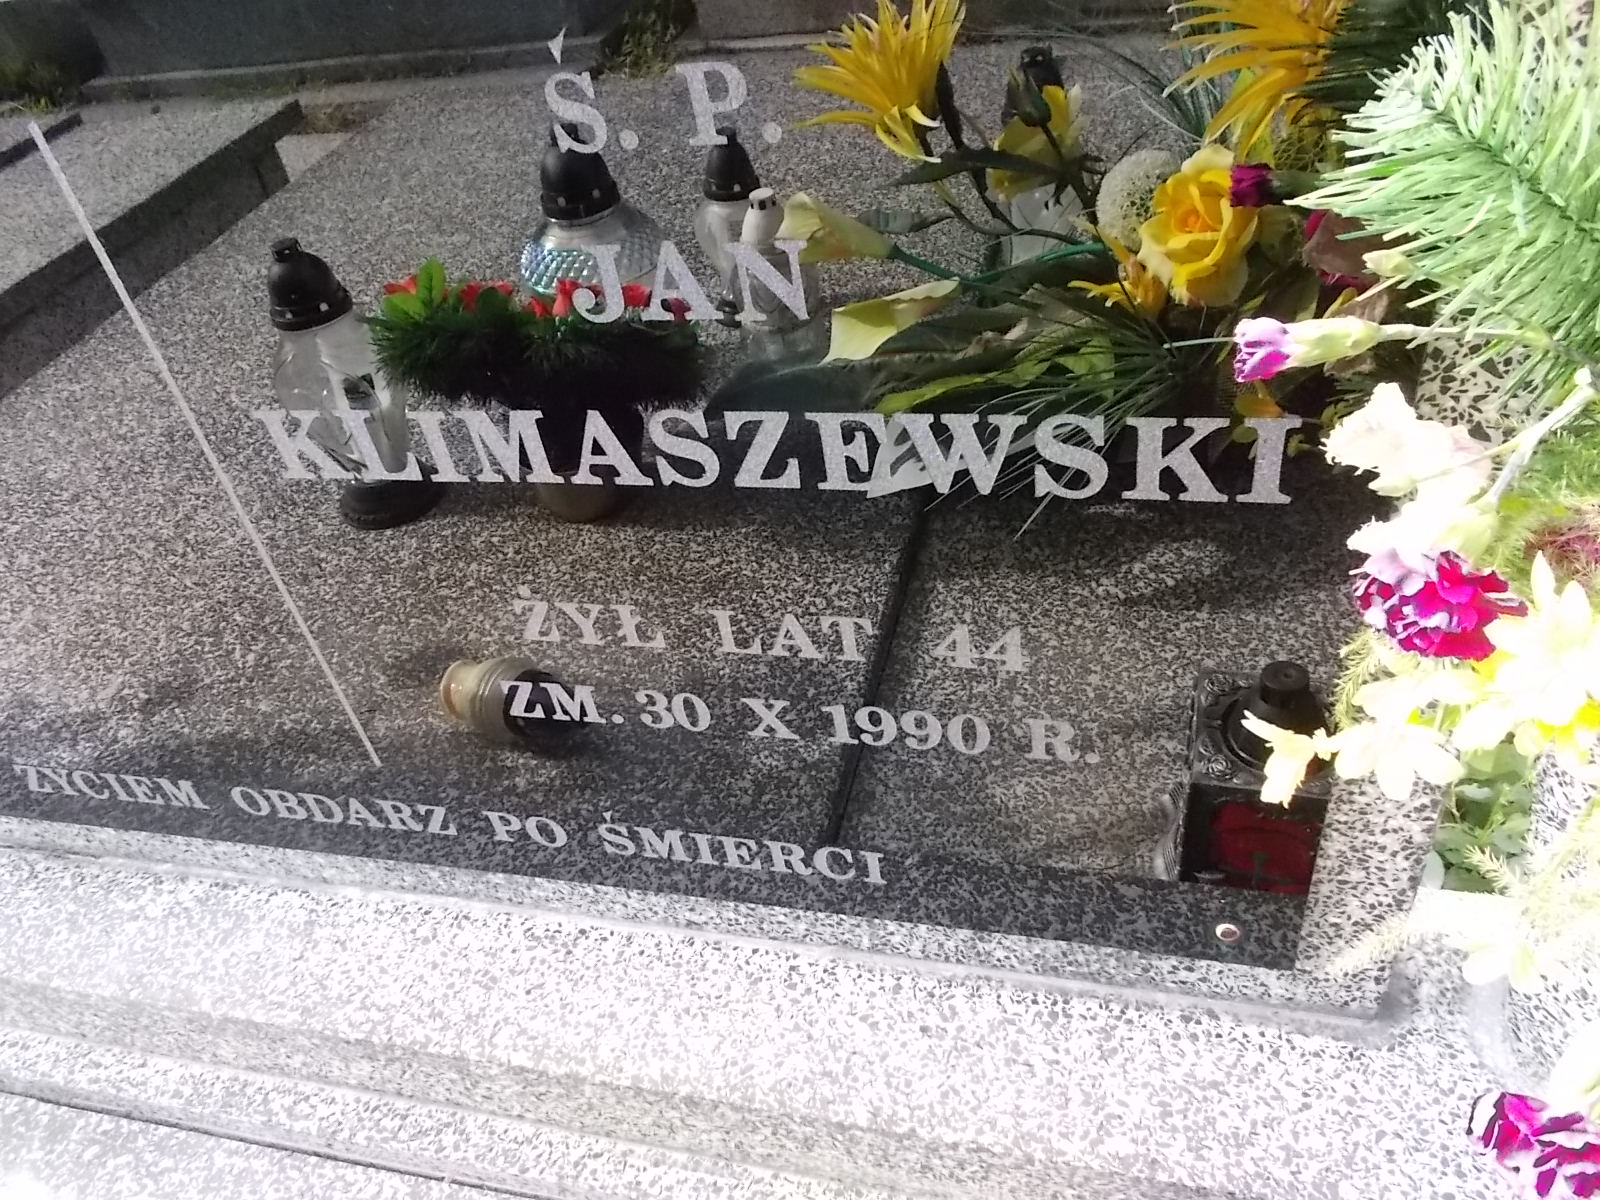 Ś. P.
JAN
KLIMASZEWSKI
ŻYŁ LAT 44
ZM. 30 X 1990 R.
ŻYCIEM OBDARZ PO ŚMIERCI